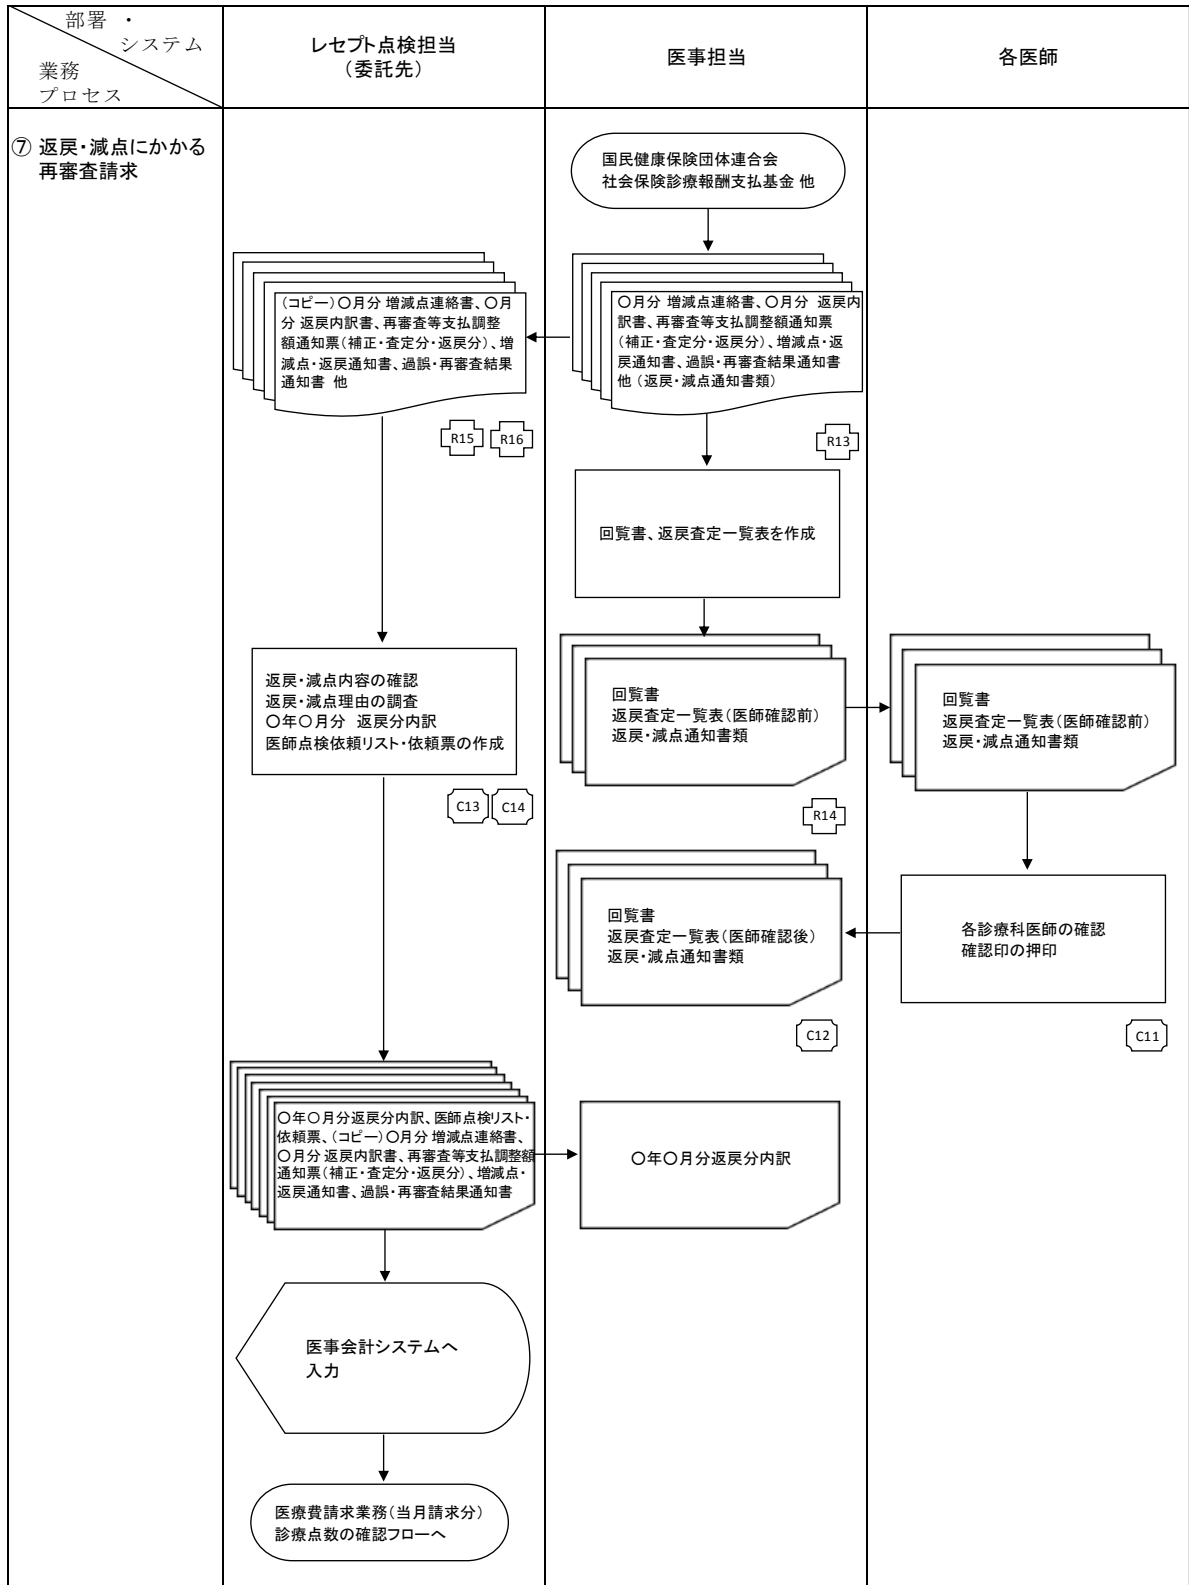 部署 ・
システム
業務
プロセス
レセプト点検担当
（委託先）
医事担当
各医師
⑦ 返戻・減点にかかる
再審査請求
国民健康保険団体連合会
社会保険診療報酬支払基金 他
（コピー）〇月分 増減点連絡書、〇月
分 返戻内訳書、再審査等支払調整
額通知票（補正・査定分・返戻分）、増
減点・返戻通知書、過誤・再審査結果
通知書 他
〇月分 増減点連絡書、〇月分 返戻内
訳書、再審査等支払調整額通知票
（補正・査定分・返戻分）、増減点・返
戻通知書、過誤・再審査結果通知書
他（返戻・減点通知書類）
R15
R16
R13
回覧書、返戻査定一覧表を作成
返戻・減点内容の確認
返戻・減点理由の調査
〇年〇月分 返戻分内訳
医師点検依頼リスト・依頼票の作成
回覧書
返戻査定一覧表（医師確認前）
返戻・減点通知書類
回覧書
返戻査定一覧表（医師確認前）
返戻・減点通知書類
C13
C14
R14
回覧書
返戻査定一覧表（医師確認後）
返戻・減点通知書類
各診療科医師の確認
確認印の押印
C12
C11
〇年〇月分返戻分内訳、医師点検リスト・
依頼票、（コピー）〇月分 増減点連絡書、
〇月分 返戻内訳書、再審査等支払調整額
通知票（補正・査定分・返戻分）、増減点・
返戻通知書、過誤・再審査結果通知書
〇年〇月分返戻分内訳
医事会計システムへ
入力
医療費請求業務（当月請求分）
診療点数の確認フローへ